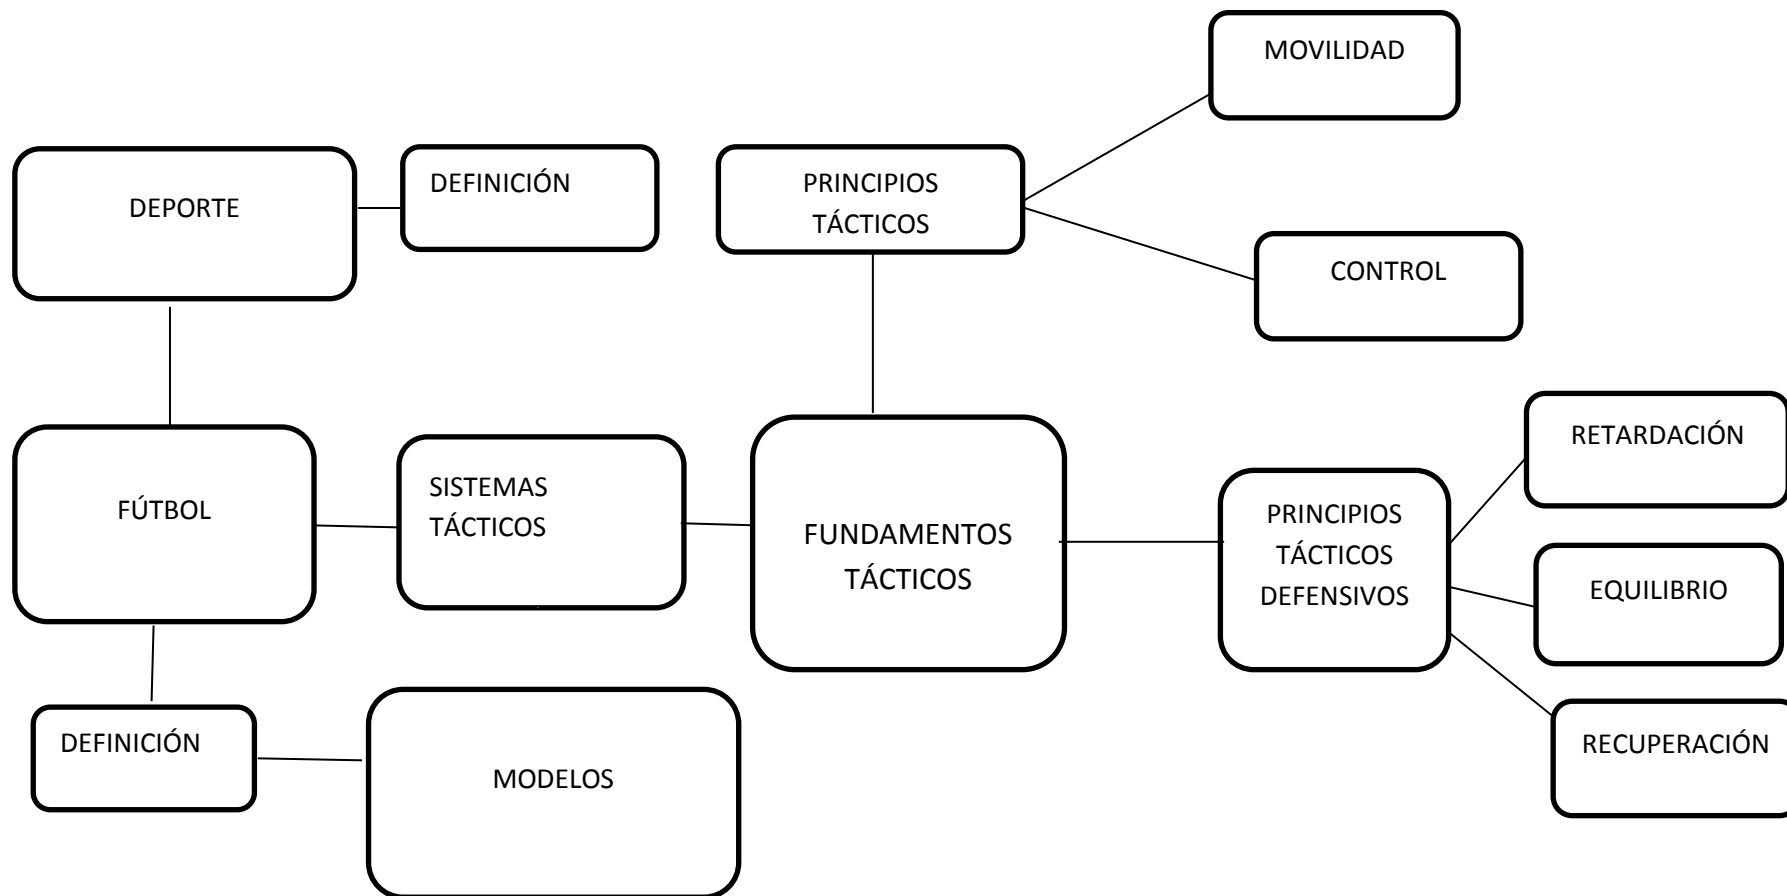 MOVILIDAD
DEPORTE
DEFINICIÓN
PRINCIPIOS
TÁCTICOS
CONTROL
FÚTBOL
SISTEMAS
TÁCTICOS
FUNDAMENTOS
TÁCTICOS
PRINCIPIOS
TÁCTICOS
DEFENSIVOS
RETARDACIÓN
EQUILIBRIO
RECUPERACIÓN
DEFINICIÓN
MODELOS